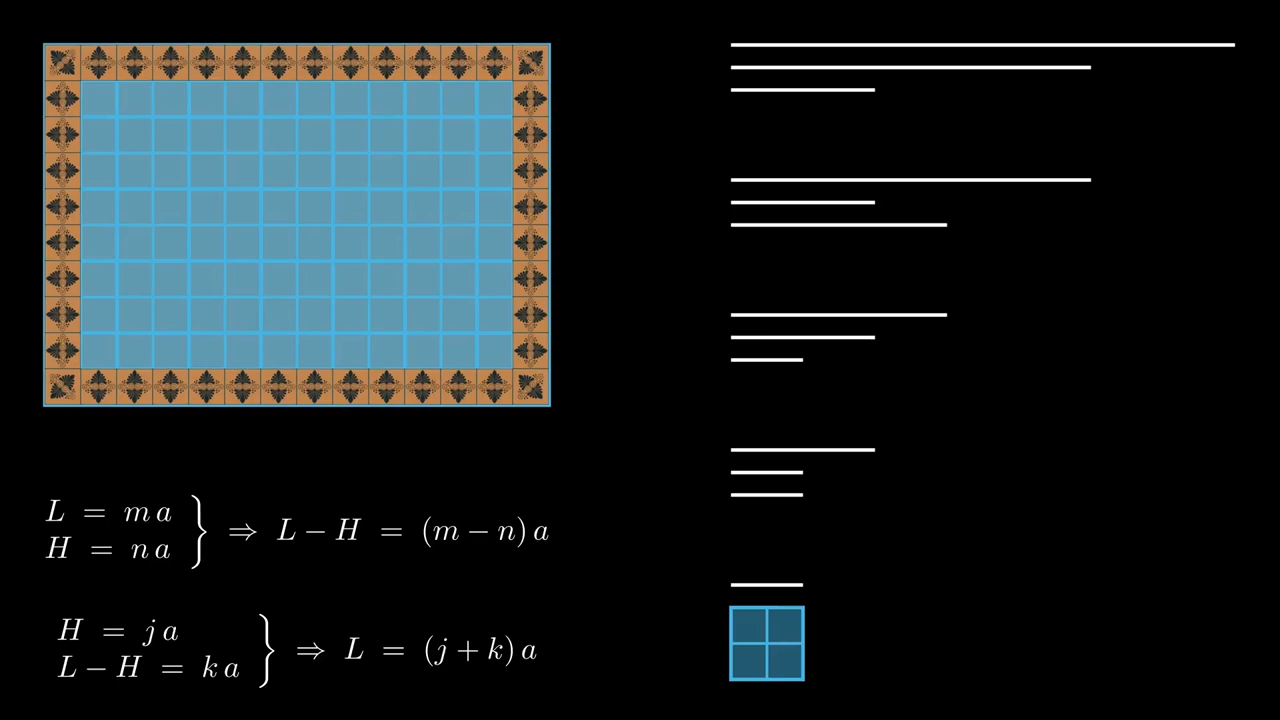 L = m a
H = n a
⇒ L − H = (m − n) a
H = j a
L − H = k a
⇒ L = (j + k) a